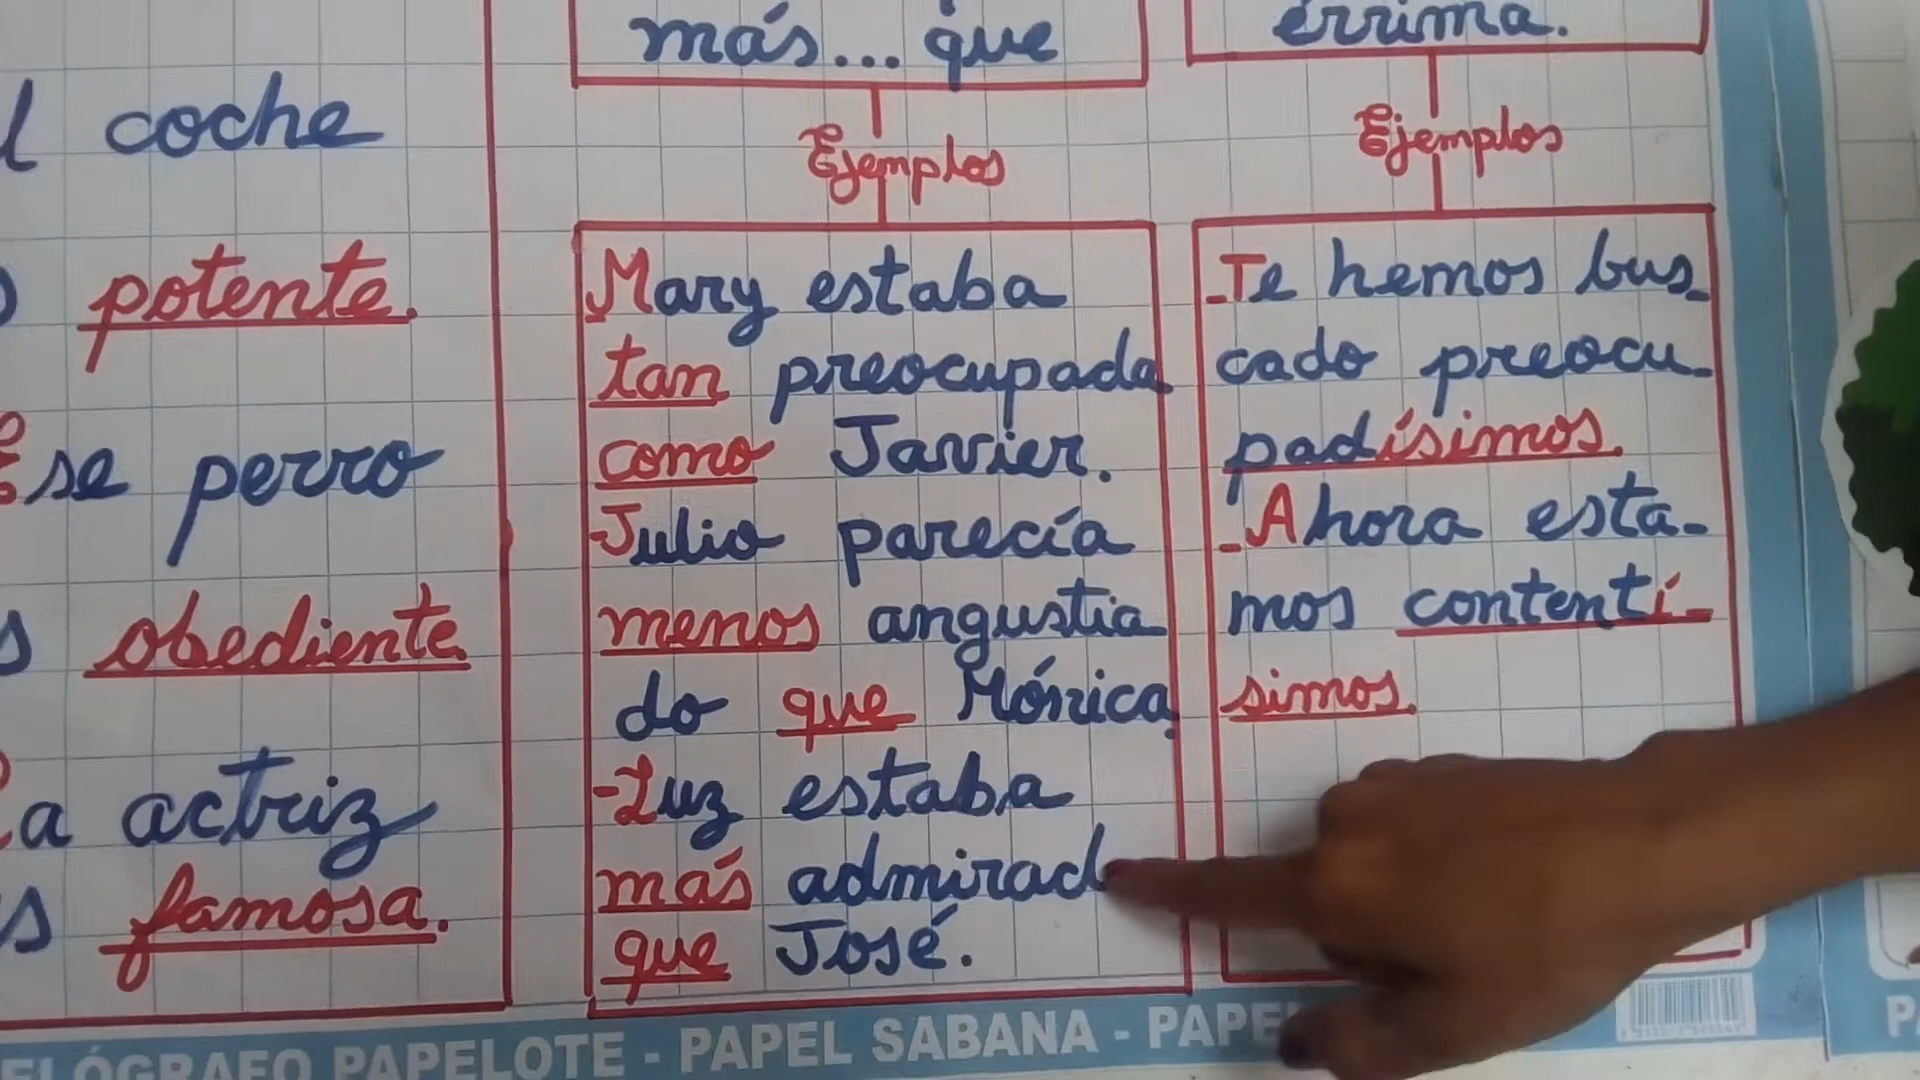 más... que
érrima.
Ejemplos
Ejemplos
l coche
potente.
Ese perro
s obediente.
a actriz
s famosa.
Mary estaba
tan preocupada
como Javier.
-Julio parecía
menos angustia
do que Mónica.
-Luz estaba
más admirad
que José.
-Te hemos bus-
cado preocu-
padísimos.
-Ahora esta-
mos contentí-
simos.
ELÓGRAFO PAPELOTE - PAPEL SABANA - PAPE